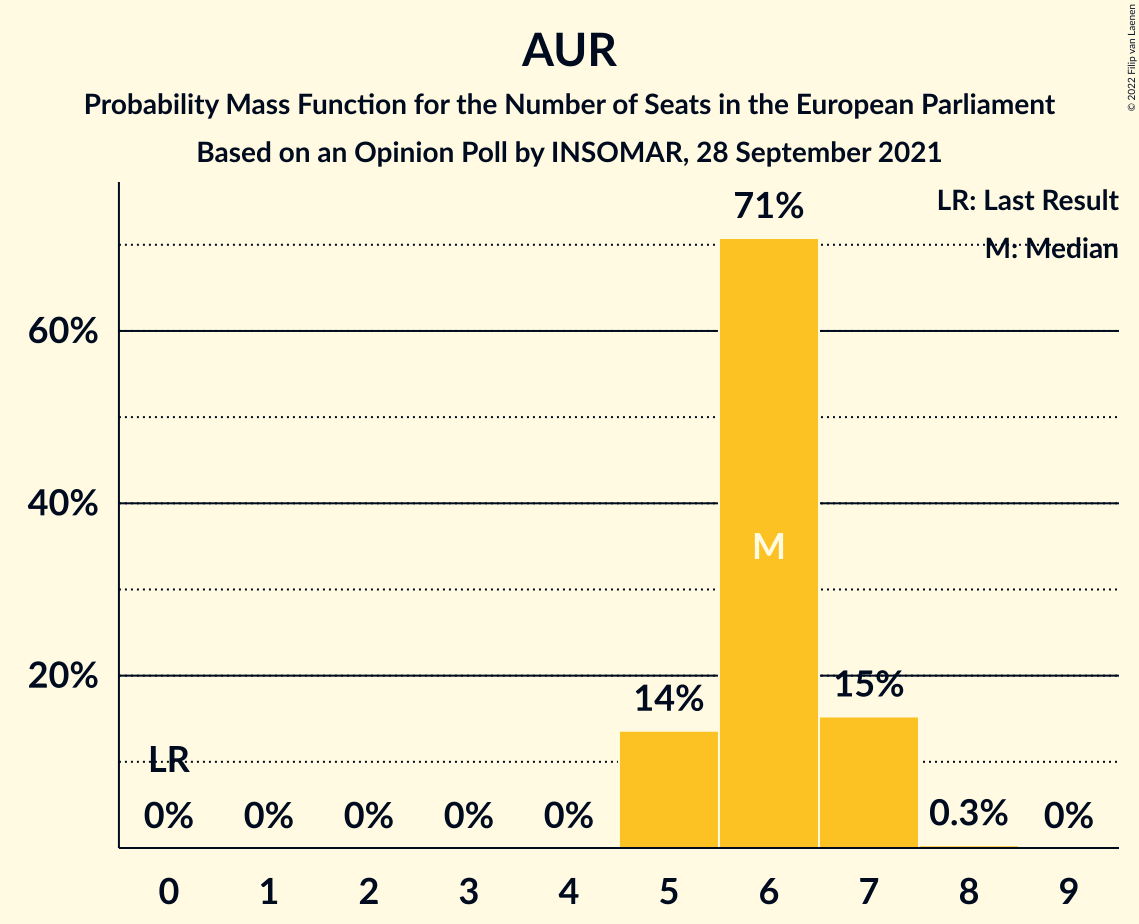 AUR
Probability Mass Function for the Number of Seats in the European Parliament
Based on an Opinion Poll by INSOMAR, 28 September 2021
© 2022 Filip van Laenen
LR: Last Result
M: Median
71%
60%
40%
M
20%
14%
15%
LR
0%
0%
0%
0%
0%
0.3%
0%
0 1 2 3 4 5 6 7 8 9